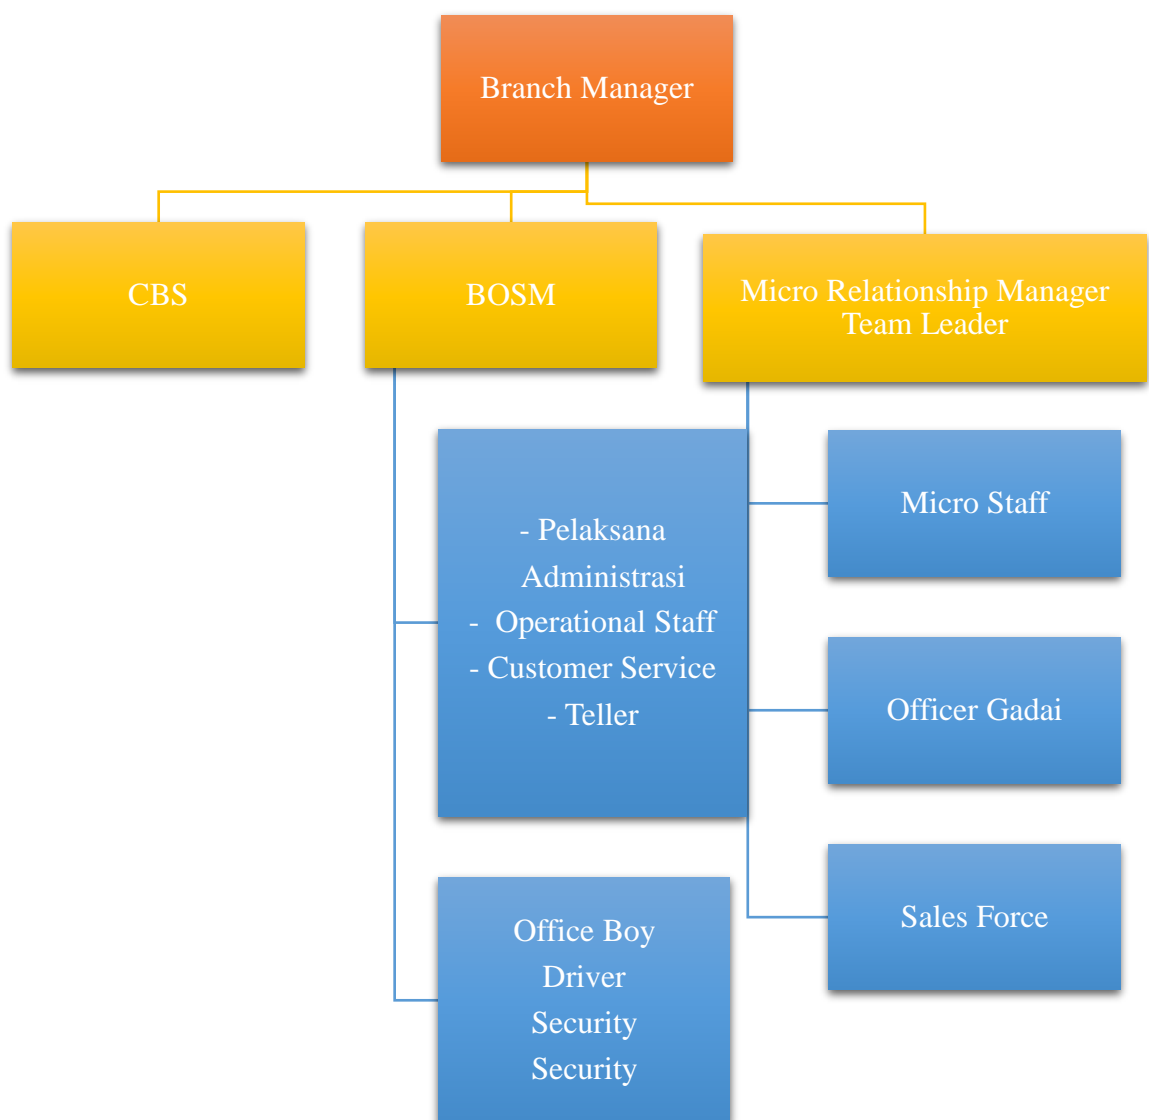 Branch Manager
CBS
BOSM
Micro Relationship Manager
Team Leader
- Pelaksana
Administrasi
- Operational Staff
- Customer Service
- Teller
Micro Staff
Officer Gadai
Sales Force
Office Boy
Driver
Security
Security